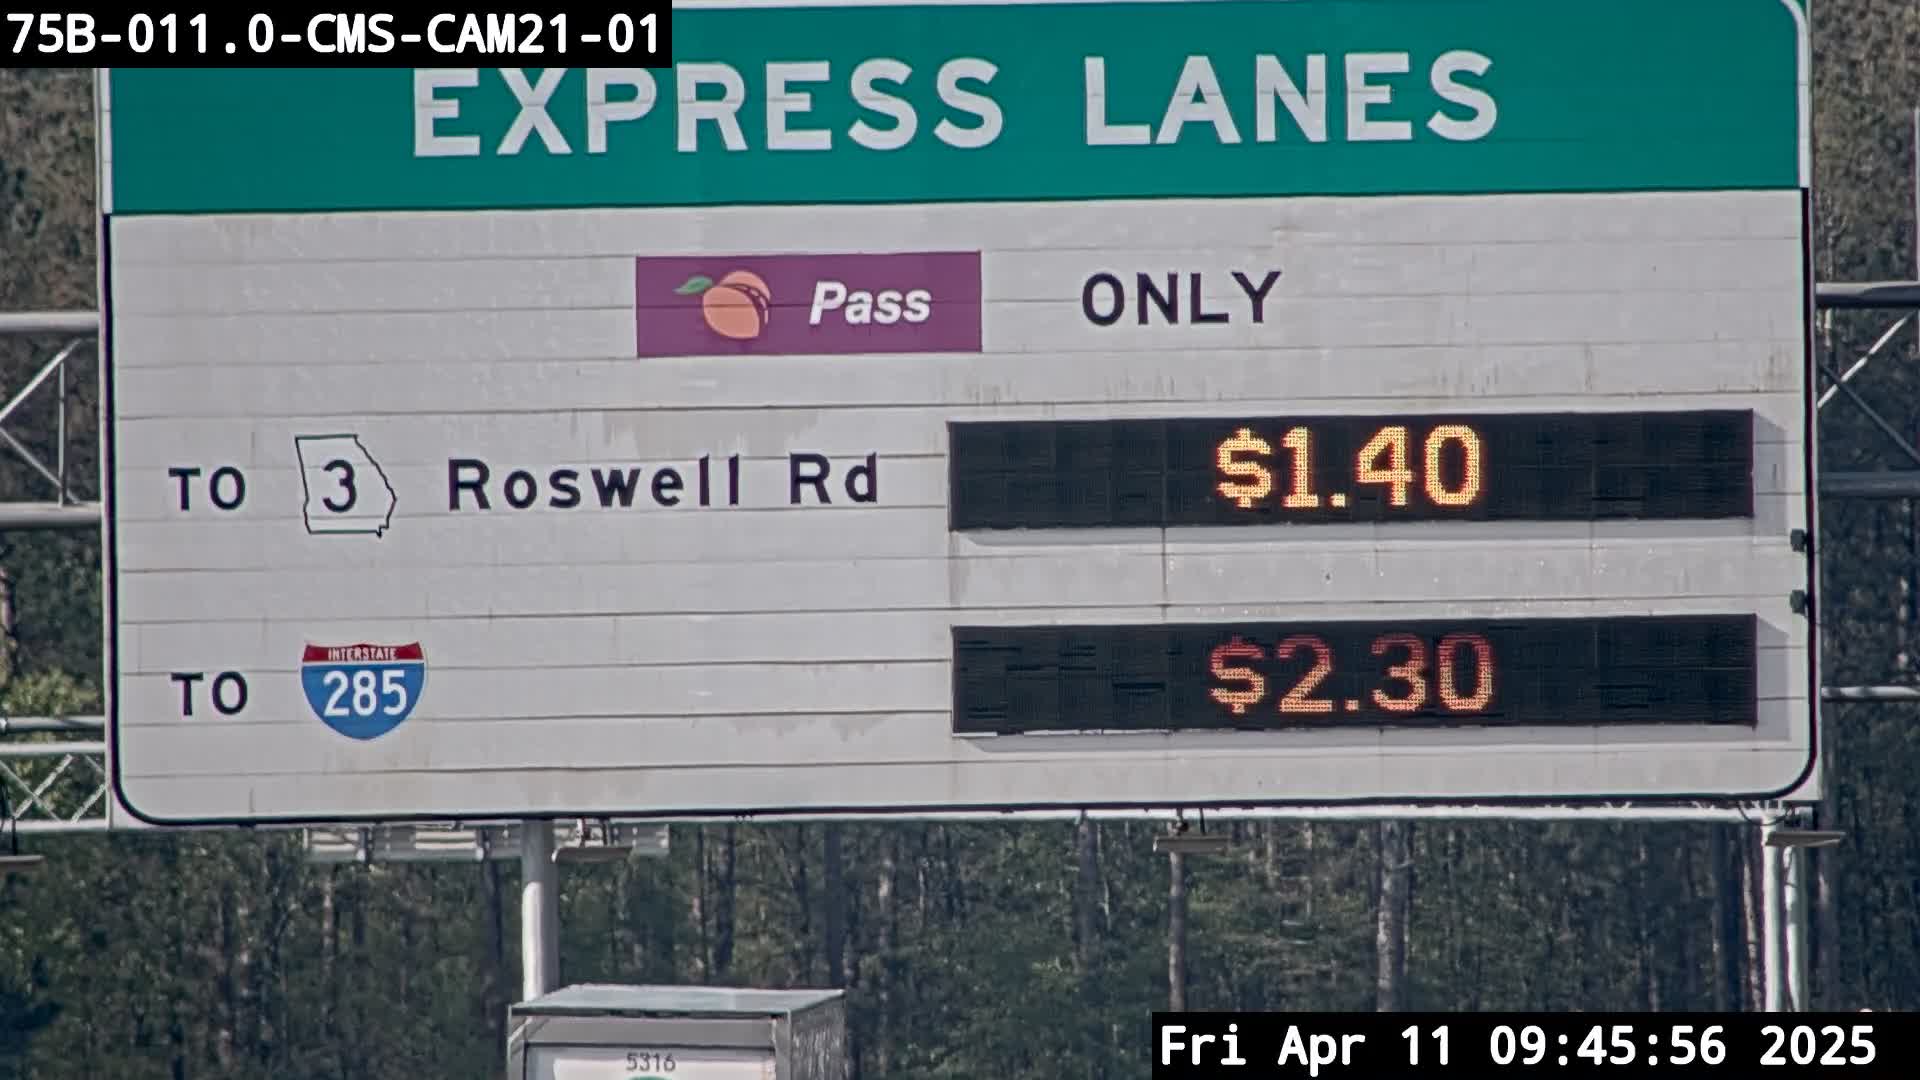 75B-011.0-CMS-CAM21-01
EXPRESS LANES
Pass ONLY
TO 3 Roswell Rd $1.40
INTERSTATE
TO 285 $2.30
5316
Fri Apr 11 09:45:56 2025